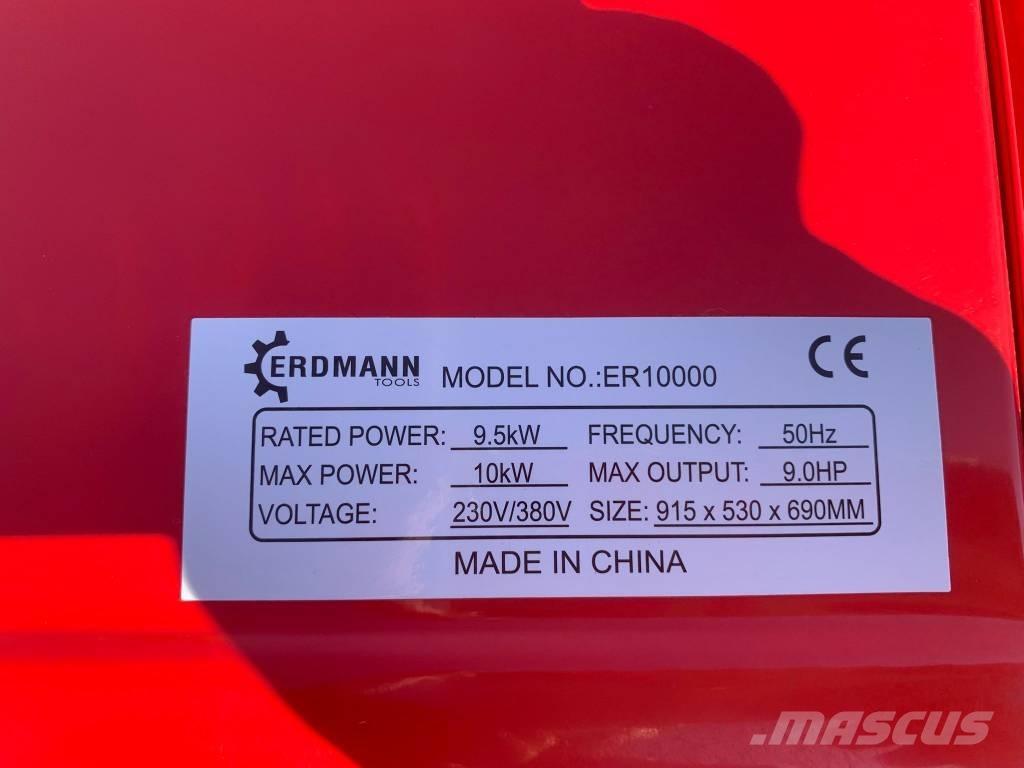 ERDMANN
TOOLS
MODEL NO.:ER10000
CE
RATED POWER: 9.5kW FREQUENCY: 50Hz
MAX POWER: 10kW MAX OUTPUT: 9.0HP
VOLTAGE: 230V/380V SIZE: 915 x 530 x 690MM
MADE IN CHINA
MASCUS